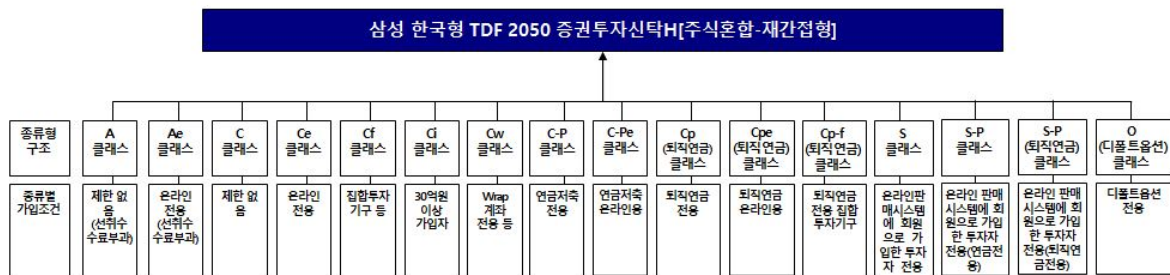 삼성 한국형 TDF 2050 증권투자신탁H[주식혼합-재간접형]
종류형
구조
A
클래스
Ae
클래스
C
클래스
Ce
클래스
Cf
클래스
Ci
클래스
Cw
클래스
C-P
클래스
C-Pe
클래스
Cp
(퇴직연금)
클래스
Cpe
(퇴직연금)
클래스
Cp-f
(퇴직연금)
클래스
S
클래스
S-P
클래스
S-P
(퇴직연금)
클래스
O
(디폴트옵션)
클래스
종류별
가입조건
제한 없
음
(선취수
수료부과)
온라인
전용
(선취수
수료부과)
제한 없
음
온라인
전용
집합투자
기구 등
30억원
이상
가입자
Wrap
계좌
전용 등
연금저축
전용
연금저축
온라인용
퇴직연금
전용
퇴직연금
온라인용
퇴직연금
전용 집합
투자기구
온라인판
매시스템
에 회원
으로 가
입한 투자
자 전용
온라인 판매
시스템에 회
원으로 가입
한 투자자
전용(연금전
용)
온라인 판매
시스템에 회
원으로 가입
한 투자자
전용(퇴직연
금전용)
디폴트옵션
전용